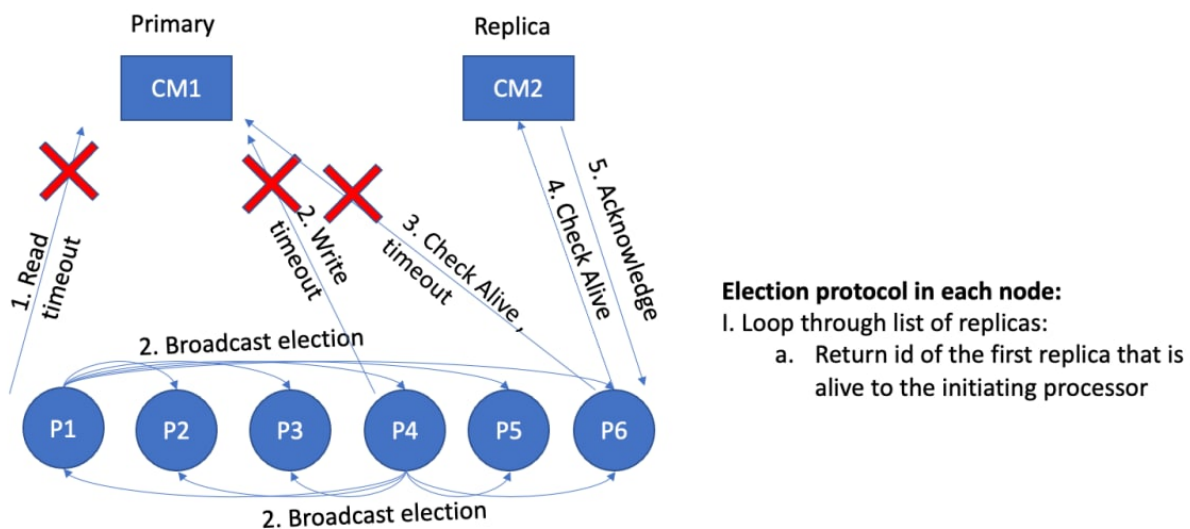 Primary
Replica
CM1
CM2
1. Read
timeout
2. Write
timeout
3. Check Alive ,
timeout
4. Check Alive
5. Acknowledge
2. Broadcast election
P1
P2
P3
P4
P5
P6
2. Broadcast election
Election protocol in each node:
I. Loop through list of replicas:
a. Return id of the first replica that is
alive to the initiating processor